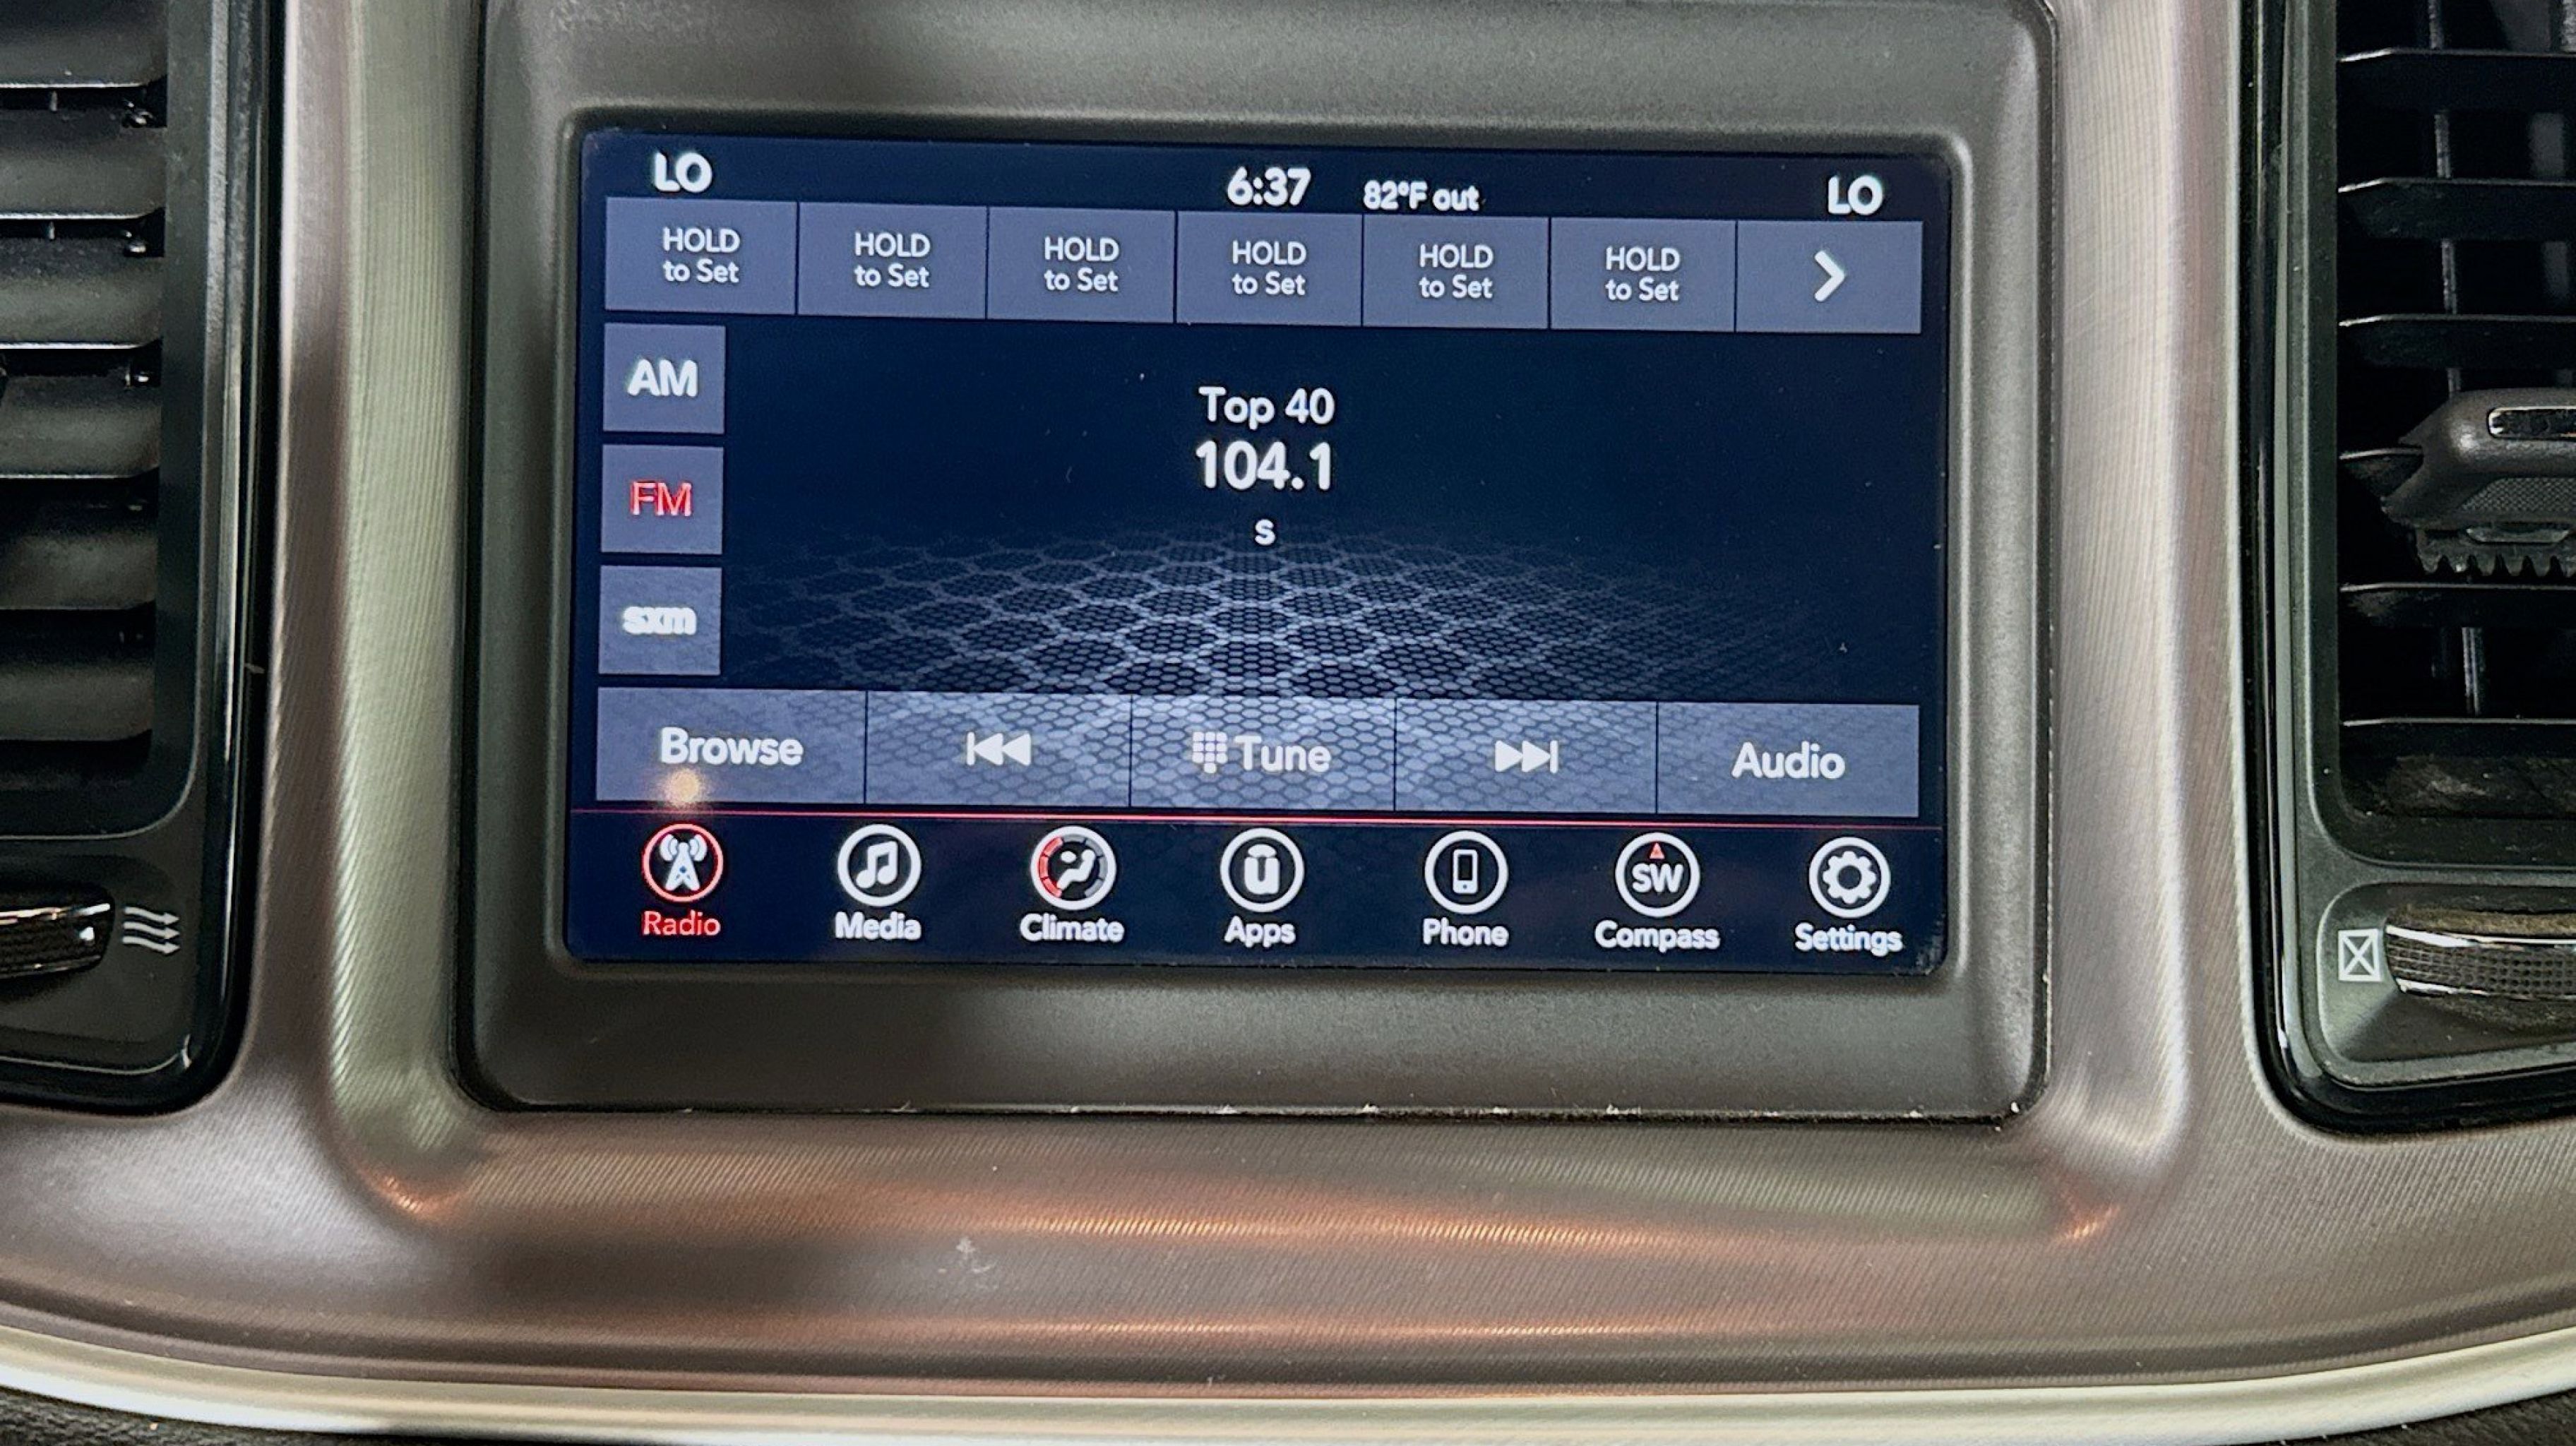 LO 6:37 82°F out LO
HOLD to Set
HOLD to Set
HOLD to Set
HOLD to Set
HOLD to Set
HOLD to Set
AM
Top 40
104.1
FM
s
sxm
Browse Tune Audio
SW
Radio Media Climate Apps Phone Compass Settings